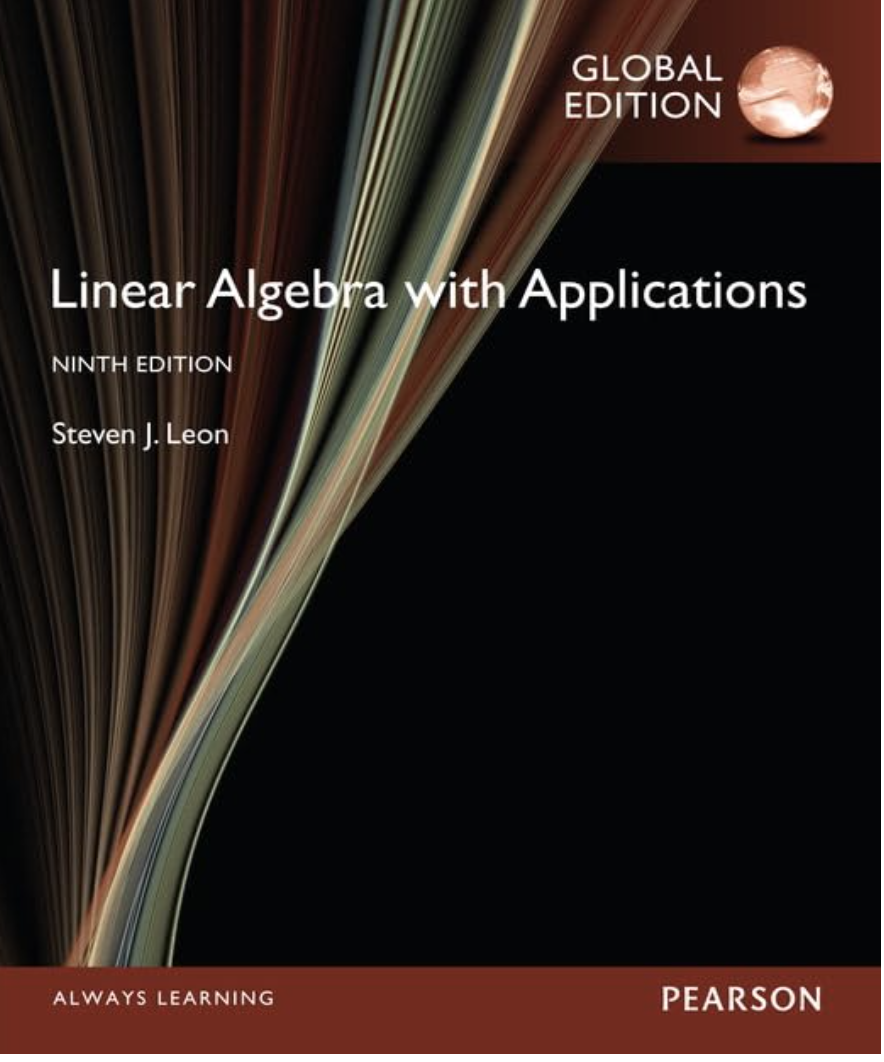 GLOBAL
EDITION
Linear Algebra with Applications
NINTH EDITION
Steven J. Leon
ALWAYS LEARNING
PEARSON